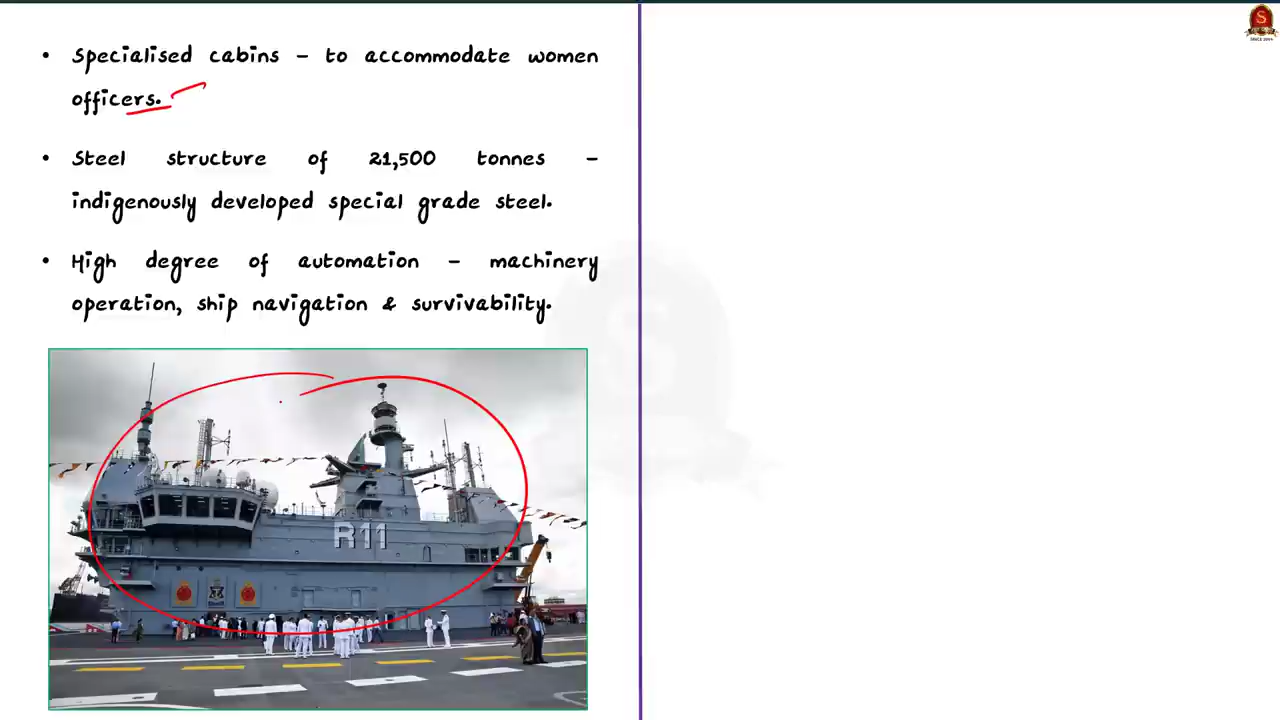 • Specialised cabins – to accommodate women
officers.
• Steel structure of 21,500 tonnes –
indigenously developed special grade steel.
• High degree of automation – machinery
operation, ship navigation & survivability.
R11
S